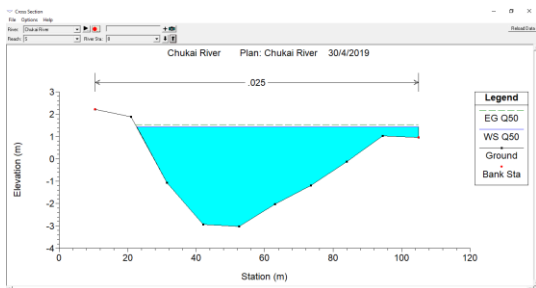 Cross Section
File Options Help
River: Chukai River
Reach: 1 River Sta.: 8
Reload Data
Chukai River Plan: Chukai River 30/4/2019
.025
Legend
EG Q50
WS Q50
Ground
Bank Sta
Elevation (m)
3
2
1
0
-1
-2
-3
-4
0 20 40 60 80 100 120
Station (m)